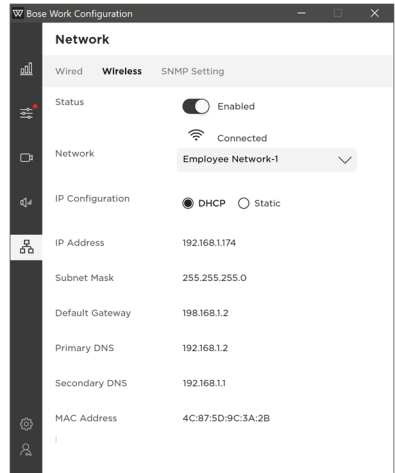 Bose Work Configuration
Network
Wired Wireless SNMP Setting
Status Enabled
Connected
Network Employee Network-1
IP Configuration DHCP Static
IP Address 192.168.1.174
Subnet Mask 255.255.255.0
Default Gateway 198.168.1.2
Primary DNS 192.168.1.2
Secondary DNS 192.168.1.1
MAC Address 4C:87:5D:9C:3A:2B
i